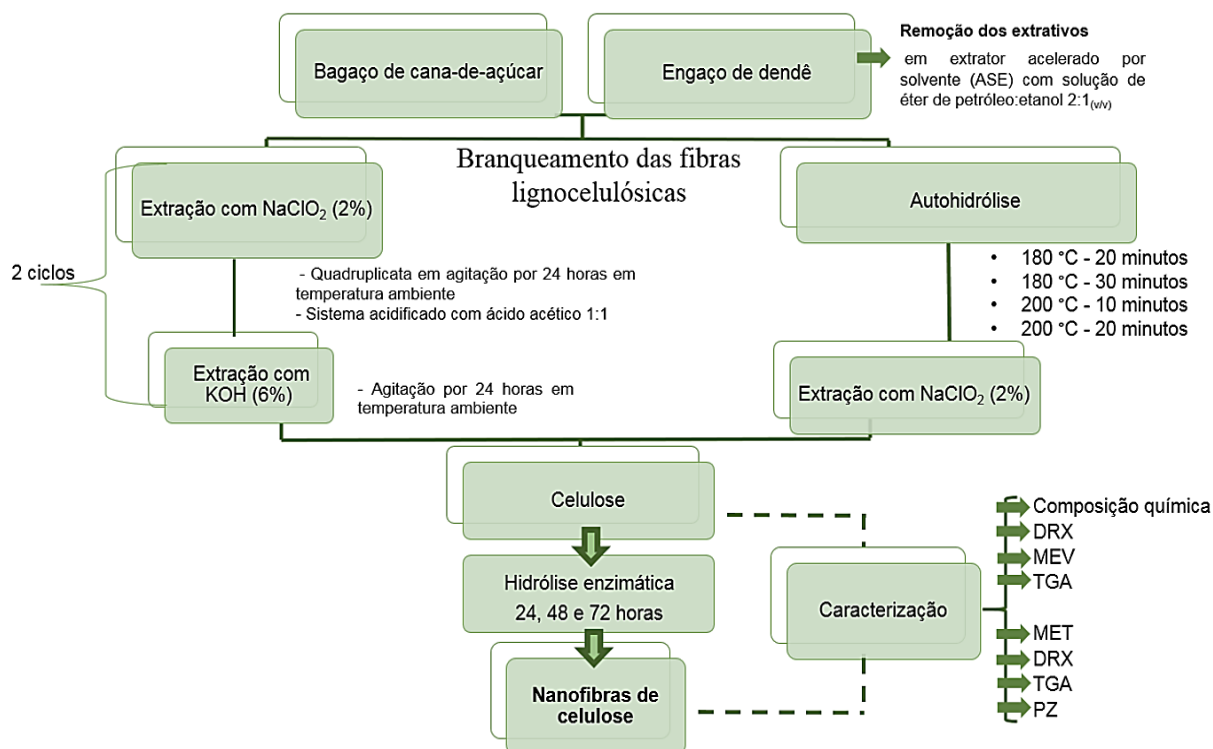 Bagaço de cana-de-açúcar
Engaço de dendê
Remoção dos extrativos
em extrator acelerado por
solvente (ASE) com solução de
éter de petróleo:etanol 2:1(v/v)
Branqueamento das fibras
lignocelulósicas
Extração com NaClO₂ (2%)
Autohidrólise
2 ciclos
- Quadruplicata em agitação por 24 horas em
temperatura ambiente
- Sistema acidificado com ácido acético 1:1
• 180 °C - 20 minutos
• 180 °C - 30 minutos
• 200 °C - 10 minutos
• 200 °C - 20 minutos
Extração com
KOH (6%)
- Agitação por 24 horas em
temperatura ambiente
Extração com NaClO₂ (2%)
Celulose
Hidrólise enzimática
24, 48 e 72 horas
Nanofibras de
celulose
Caracterização
Composição química
DRX
MEV
TGA
MET
DRX
TGA
PZ